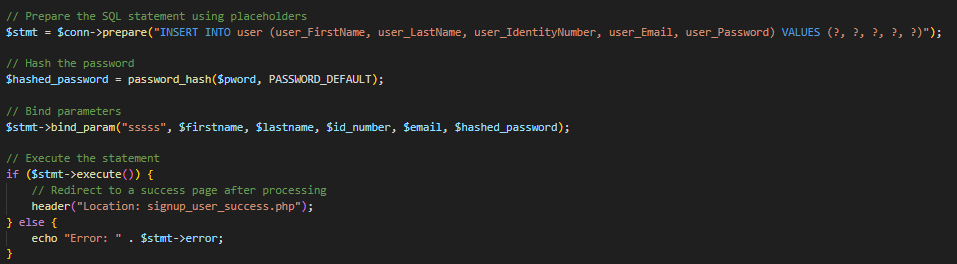 // Prepare the SQL statement using placeholders
$stmt = $conn->prepare("INSERT INTO user (user_FirstName, user_LastName, user_IdentityNumber, user_Email, user_Password) VALUES (?, ?, ?, ?, ?)");
// Hash the password
$hashed_password = password_hash($pword, PASSWORD_DEFAULT);
// Bind parameters
$stmt->bind_param("sssss", $firstname, $lastname, $id_number, $email, $hashed_password);
// Execute the statement
if ($stmt->execute()) {
// Redirect to a success page after processing
header("Location: signup_user_success.php");
} else {
echo "Error: " . $stmt->error;
}